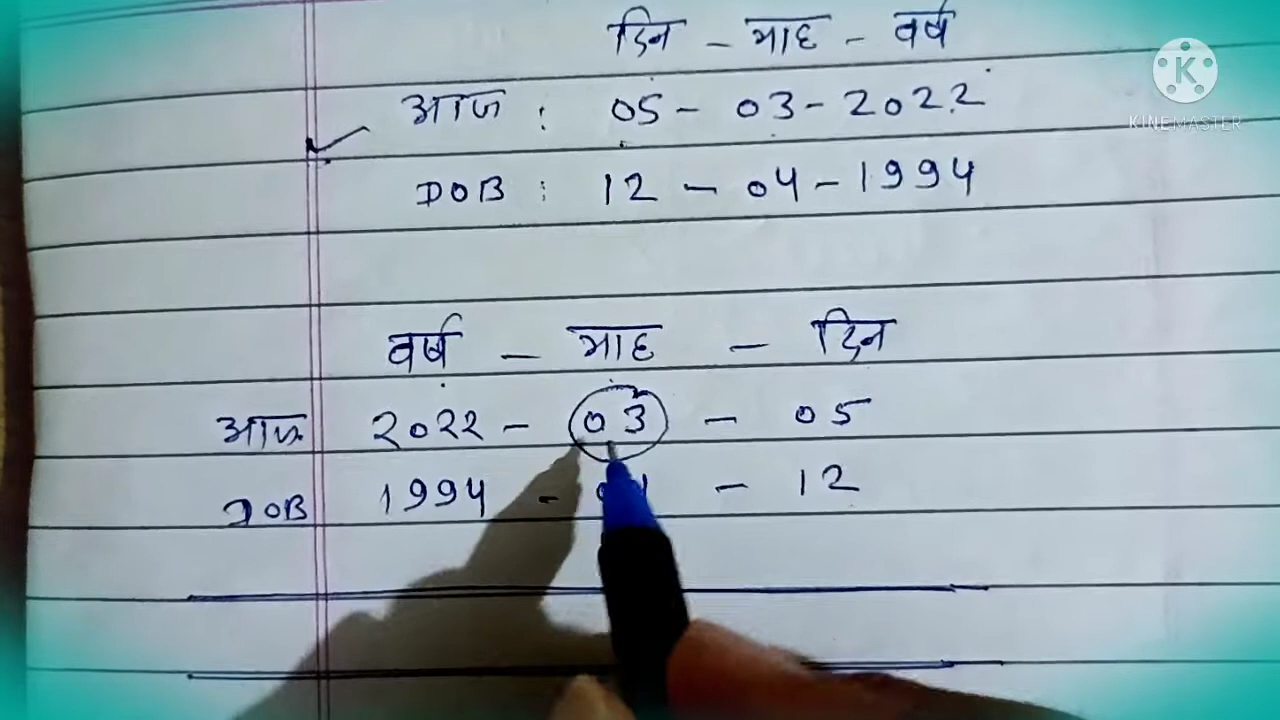 दिन - माह - वर्ष
आज : 05 - 03 - 2022
DOB : 12 - 04 - 1994
वर्ष - माह - दिन
आज 2022 - 03 - 05
DOB 1994 - - 12
K
KINEMASTER